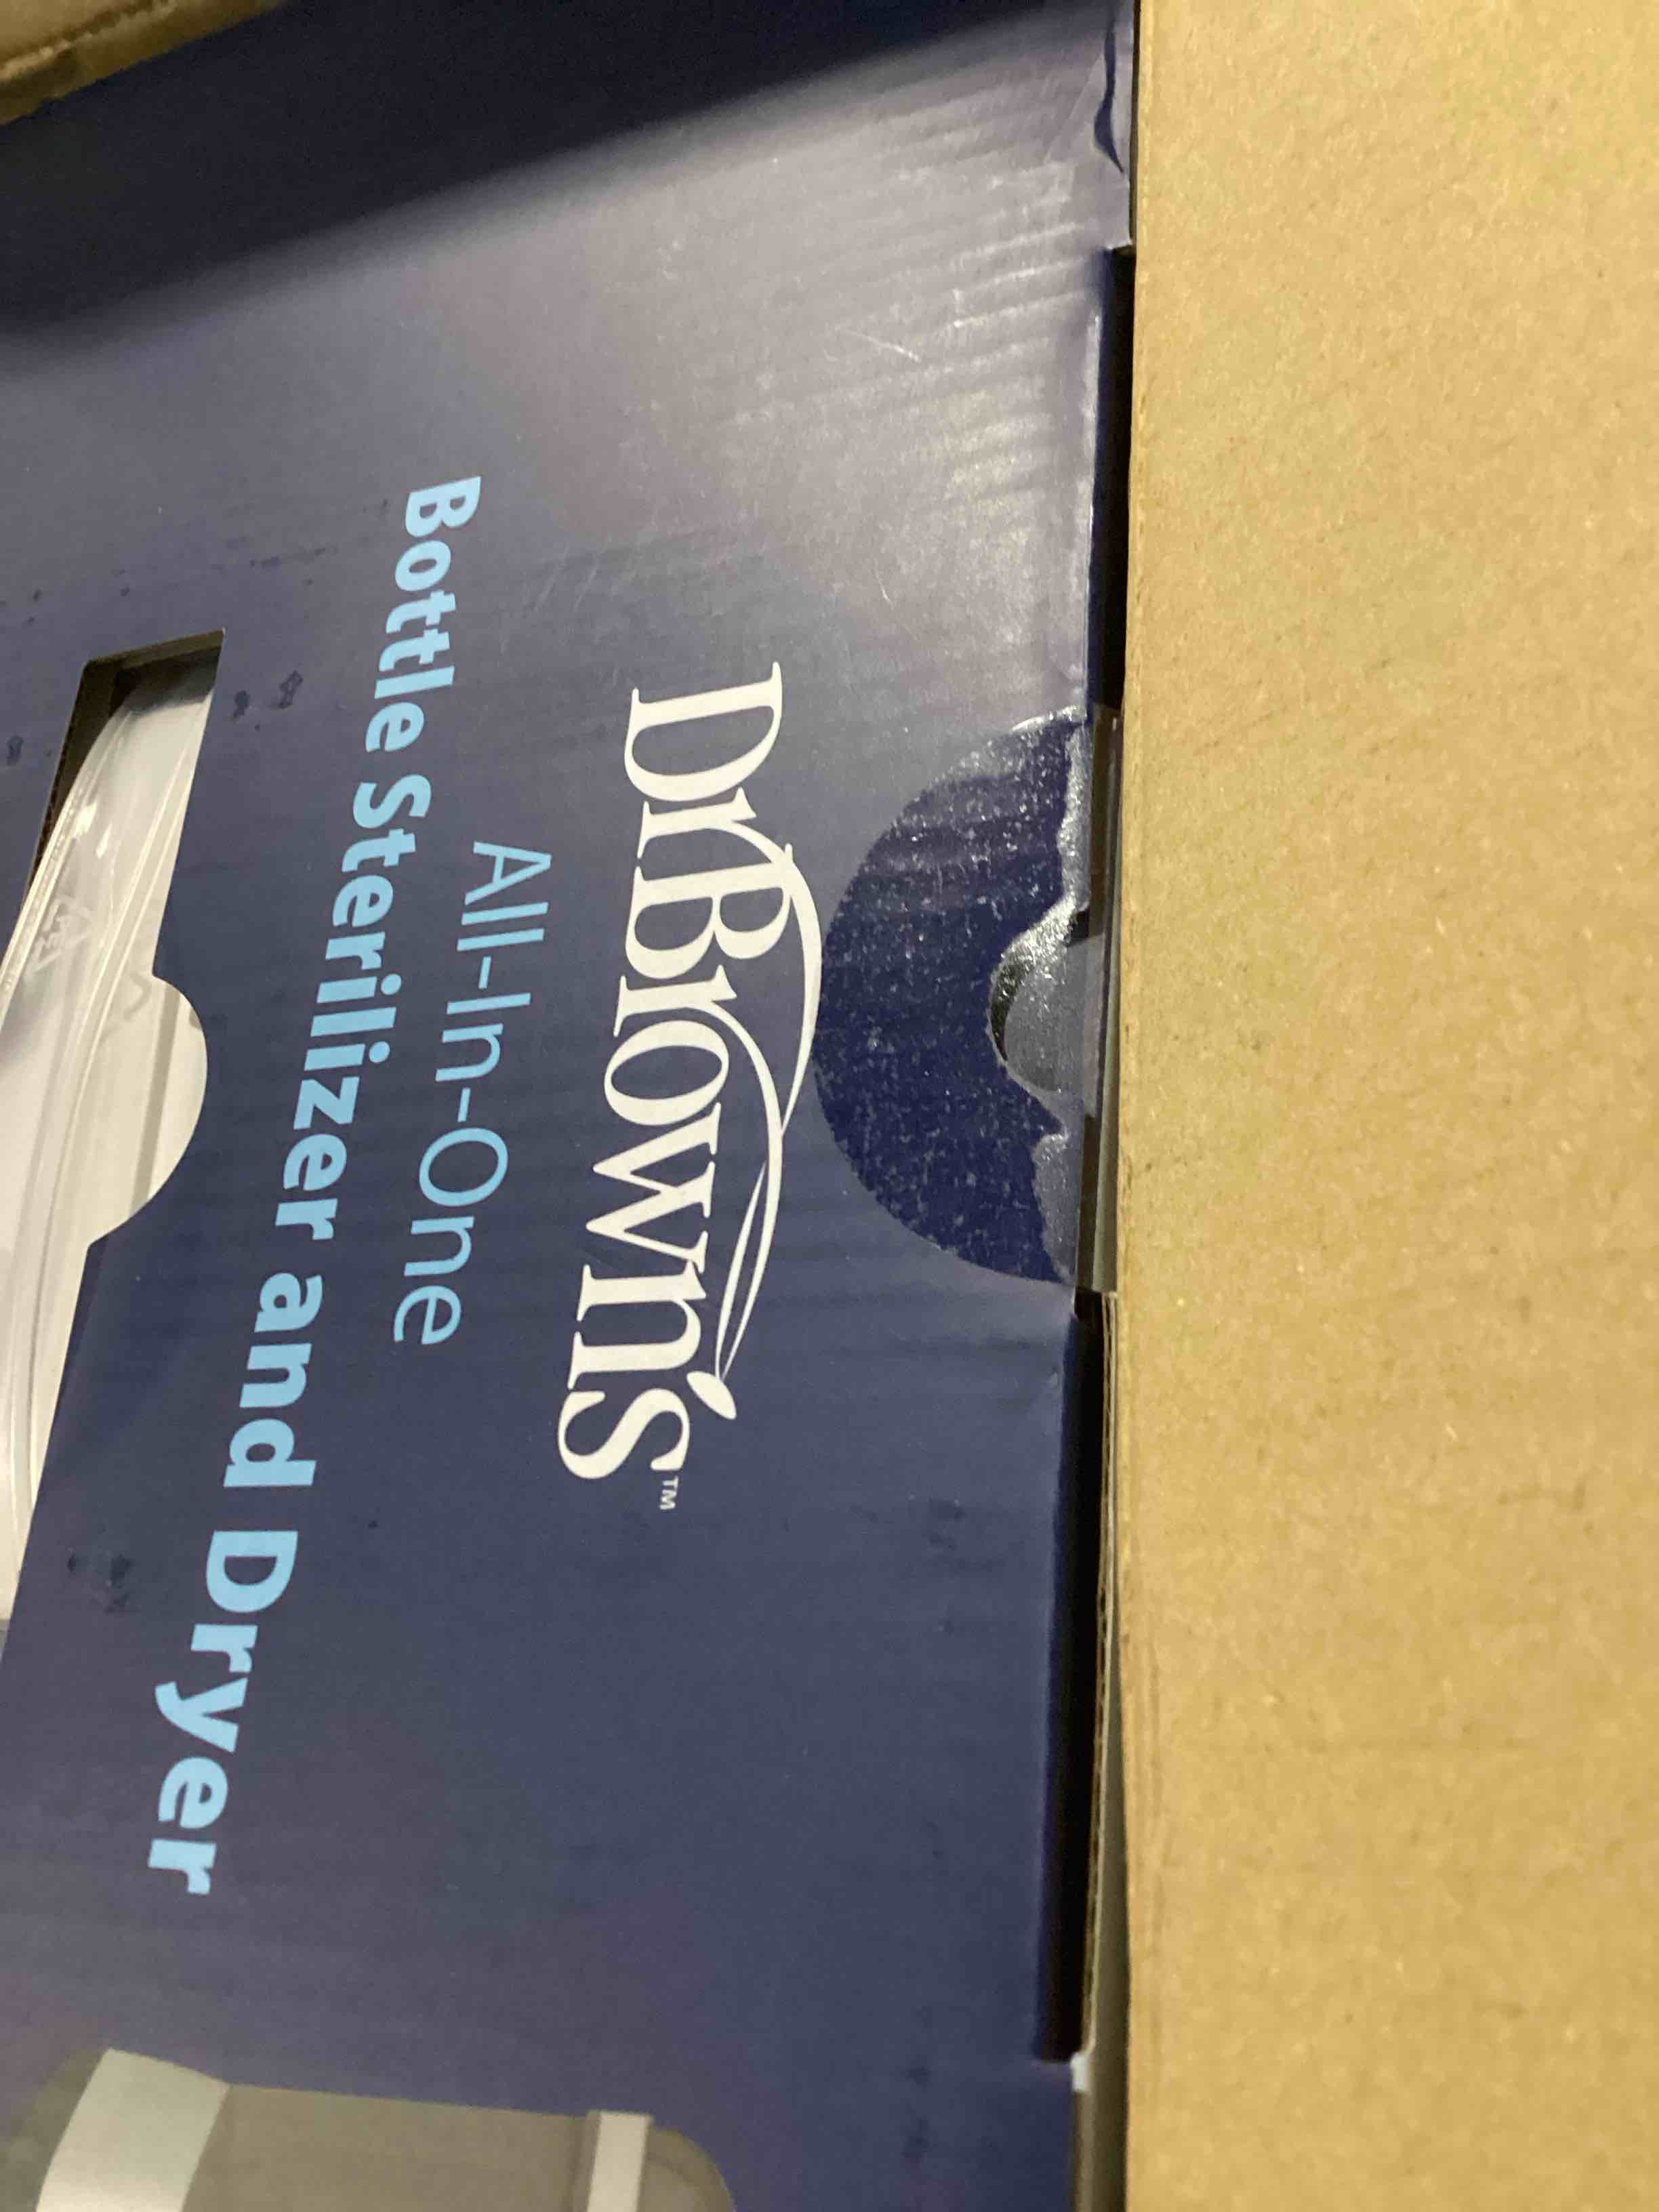 Dr Brown's™
All-In-One
Bottle Sterilizer and Dryer